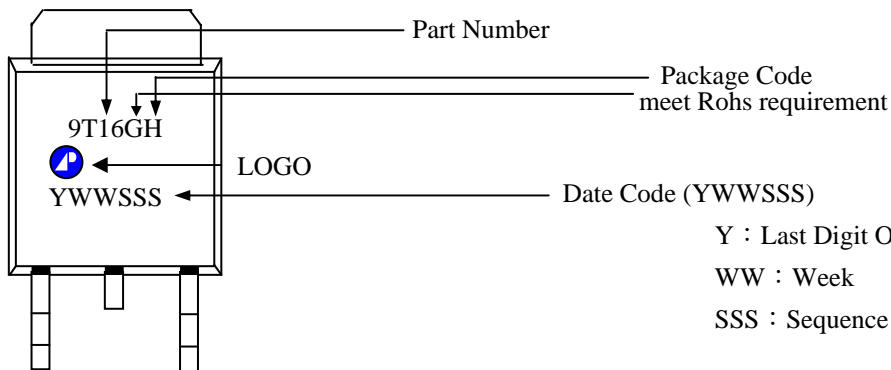 Part Number
Package Code
meet Rohs requirement
9T16GH
LOGO
YWWSSS
Date Code (YWWSSS)
Y：Last Digit O
WW：Week
SSS：Sequence